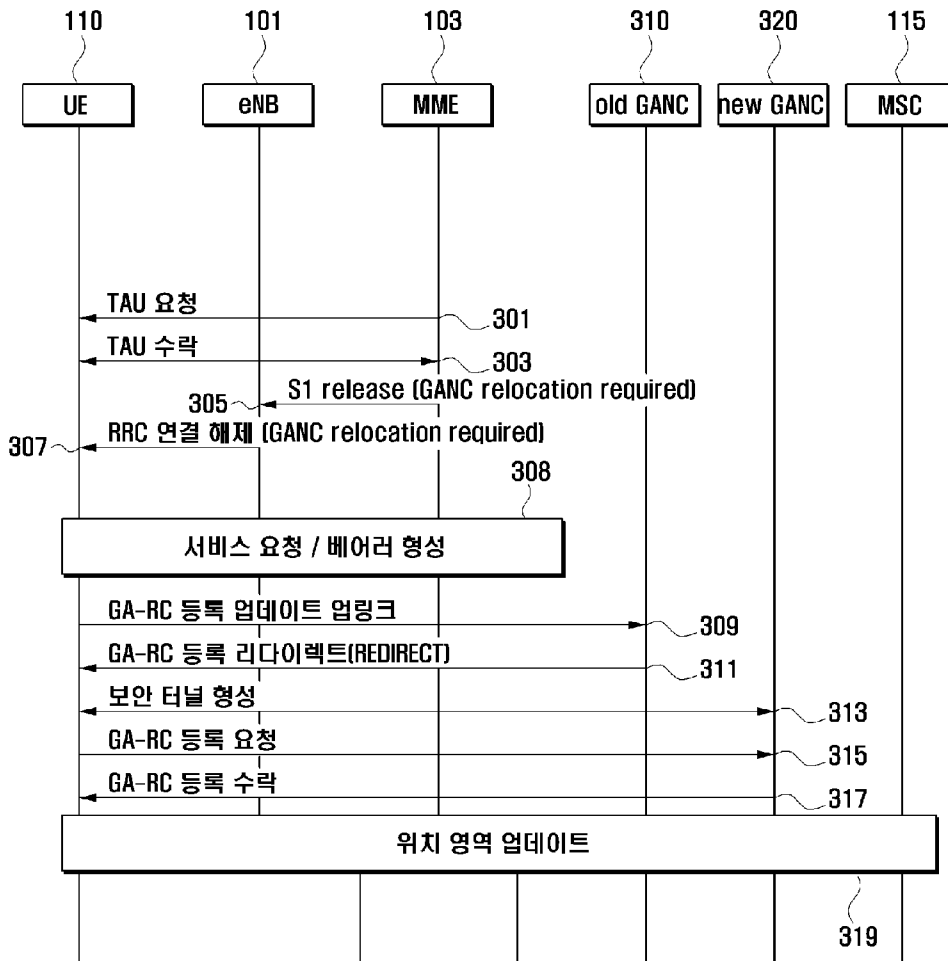 110 101 103 310 320 115
UE eNB MME old GANC new GANC MSC
TAU 요청
301
TAU 수락
303
S1 release (GANC relocation required)
305
RRC 연결 해제 (GANC relocation required)
307
308
서비스 요청 / 베어러 형성
GA-RC 등록 업데이트 업링크
309
GA-RC 등록 리다이렉트(REDIRECT)
311
보안 터널 형성
313
GA-RC 등록 요청
315
GA-RC 등록 수락
317
위치 영역 업데이트
319